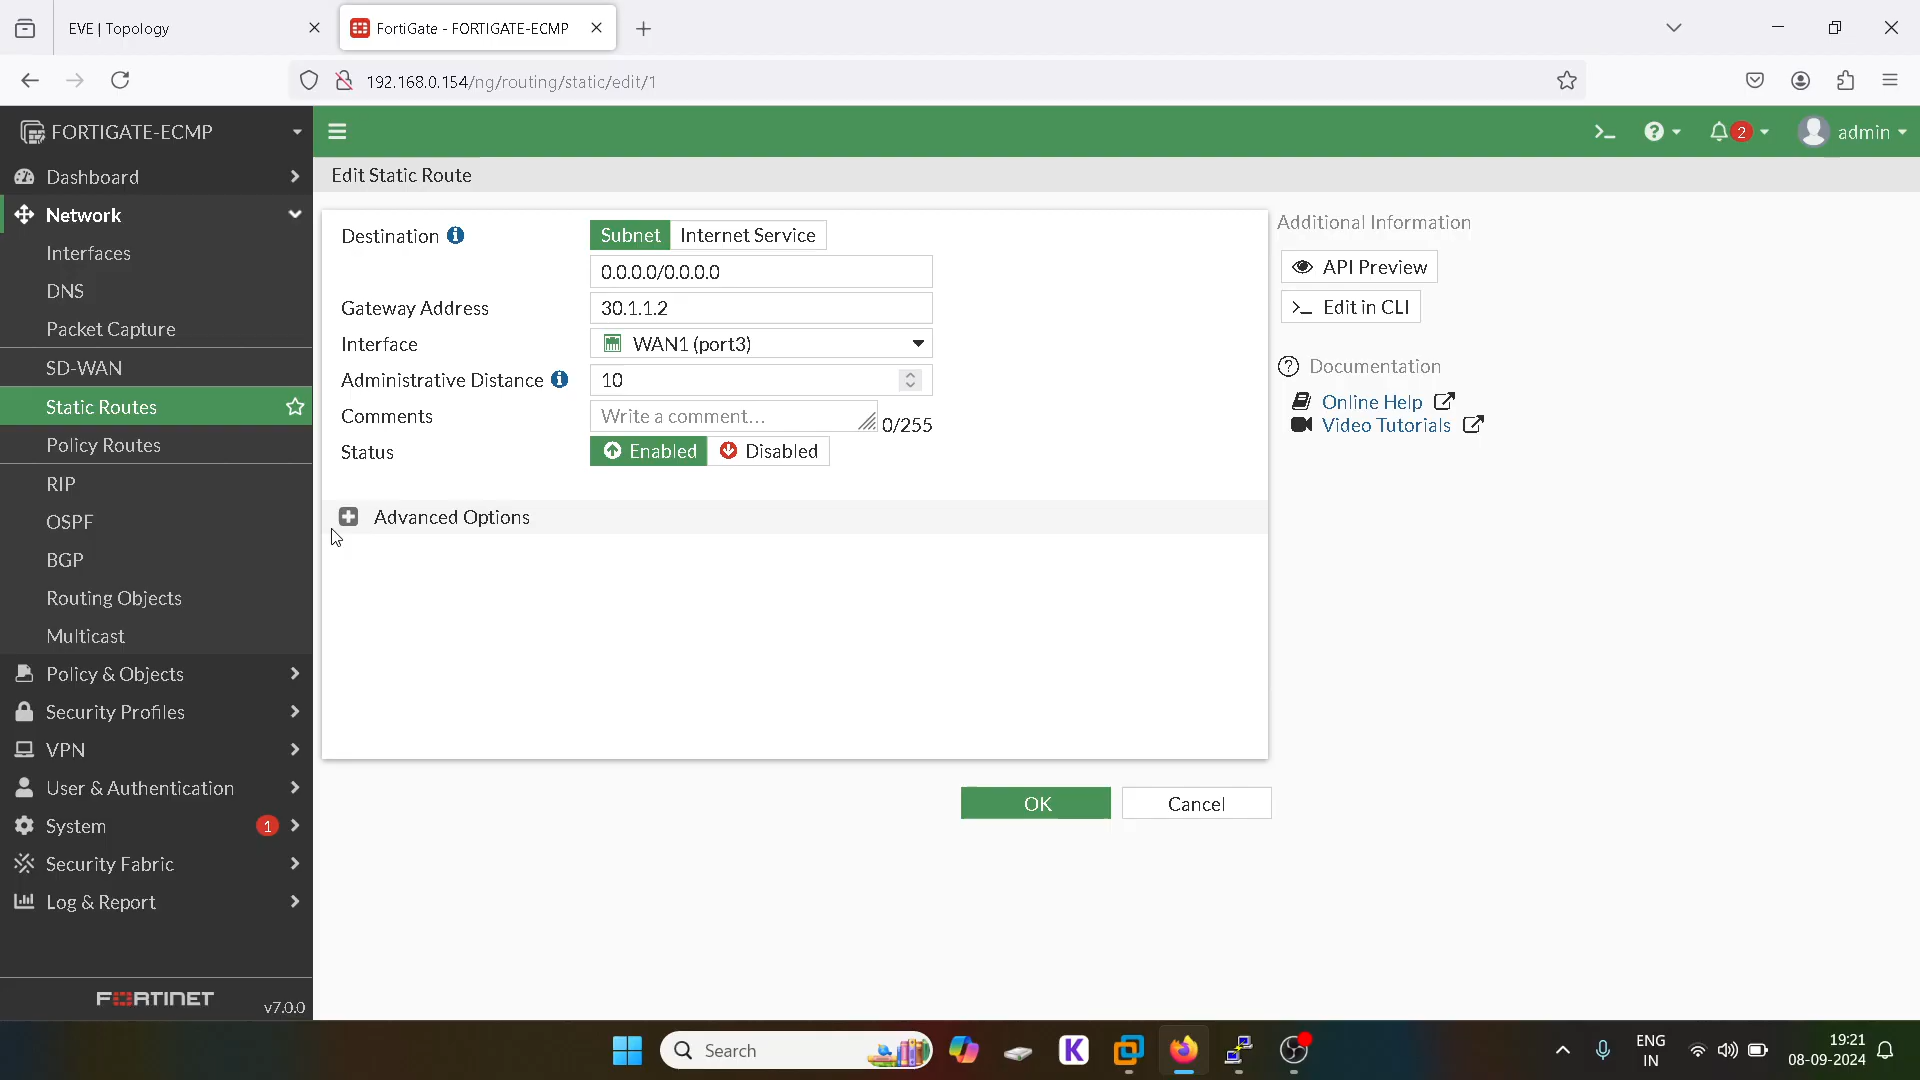 EVE | Topology
FortiGate - FORTIGATE-ECMP
192.168.0.154/ng/routing/static/edit/1
FORTIGATE-ECMP
2
admin
Dashboard
Network
Interfaces
DNS
Packet Capture
SD-WAN
Static Routes
Policy Routes
RIP
OSPF
BGP
Routing Objects
Multicast
Policy & Objects
Security Profiles
VPN
User & Authentication
System 1
Security Fabric
Log & Report
FORTINET v7.0.0
Edit Static Route
Destination Subnet Internet Service
0.0.0.0/0.0.0.0
Gateway Address 30.1.1.2
Interface WAN1 (port3)
Administrative Distance 10
Comments Write a comment... 0/255
Status Enabled Disabled
Advanced Options
OK Cancel
Additional Information
API Preview
>_ Edit in CLI
Documentation
Online Help
Video Tutorials
Search
K
ENG
IN
19:21
08-09-2024